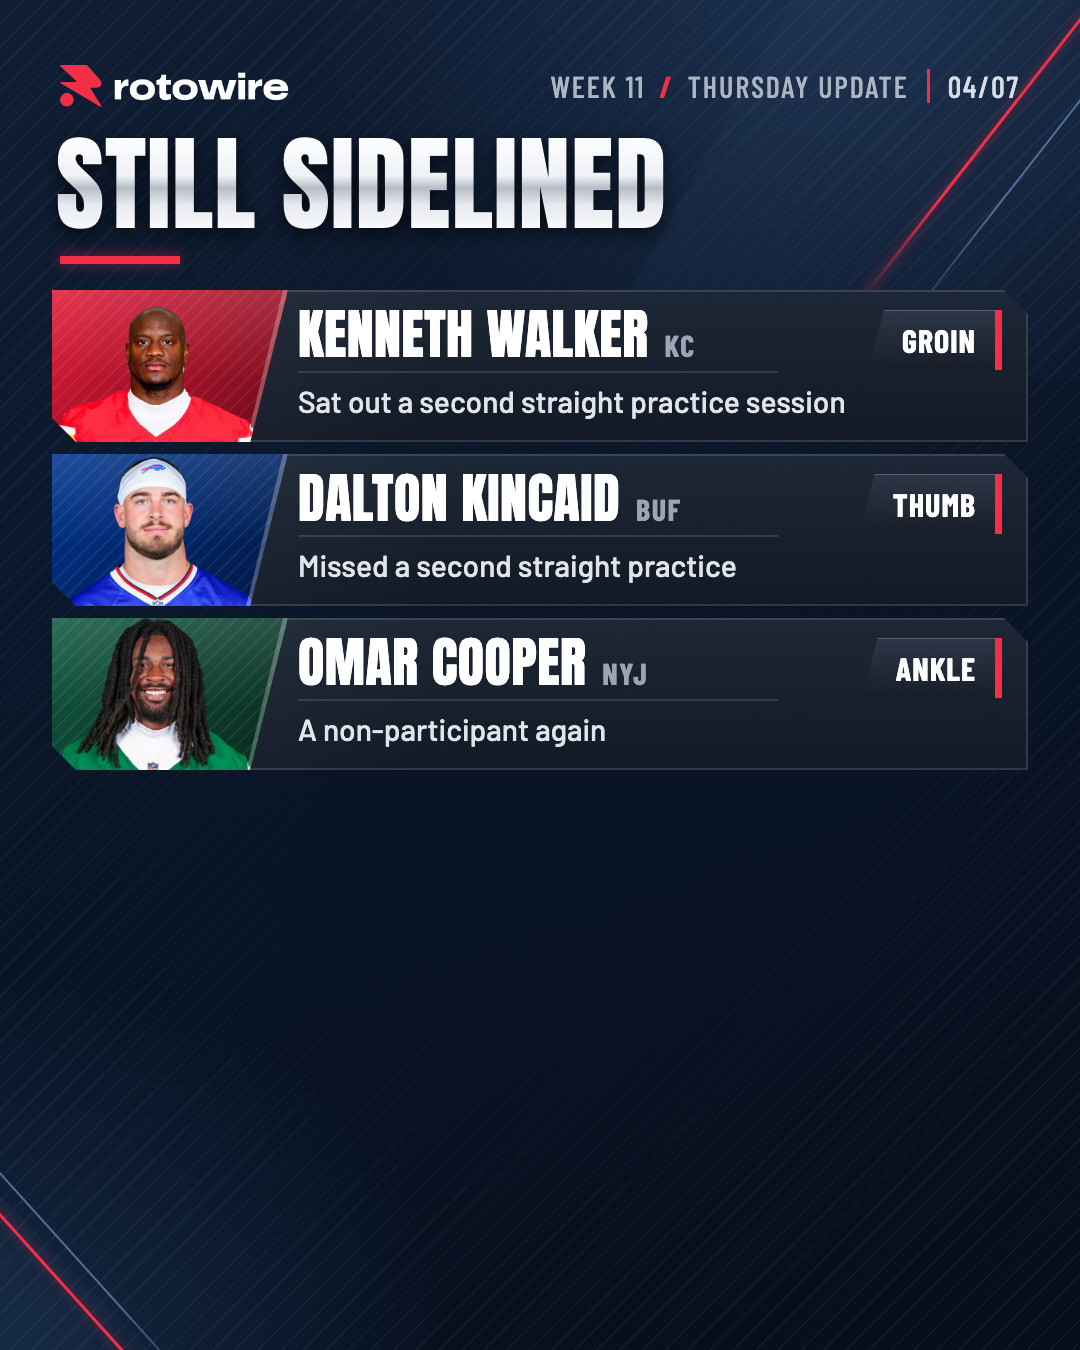 rotowire
WEEK 11 / THURSDAY UPDATE | 04/07
STILL SIDELINED
KENNETH WALKER KC
GROIN
Sat out a second straight practice session
DALTON KINCAID BUF
THUMB
Missed a second straight practice
OMAR COOPER NYJ
ANKLE
A non-participant again